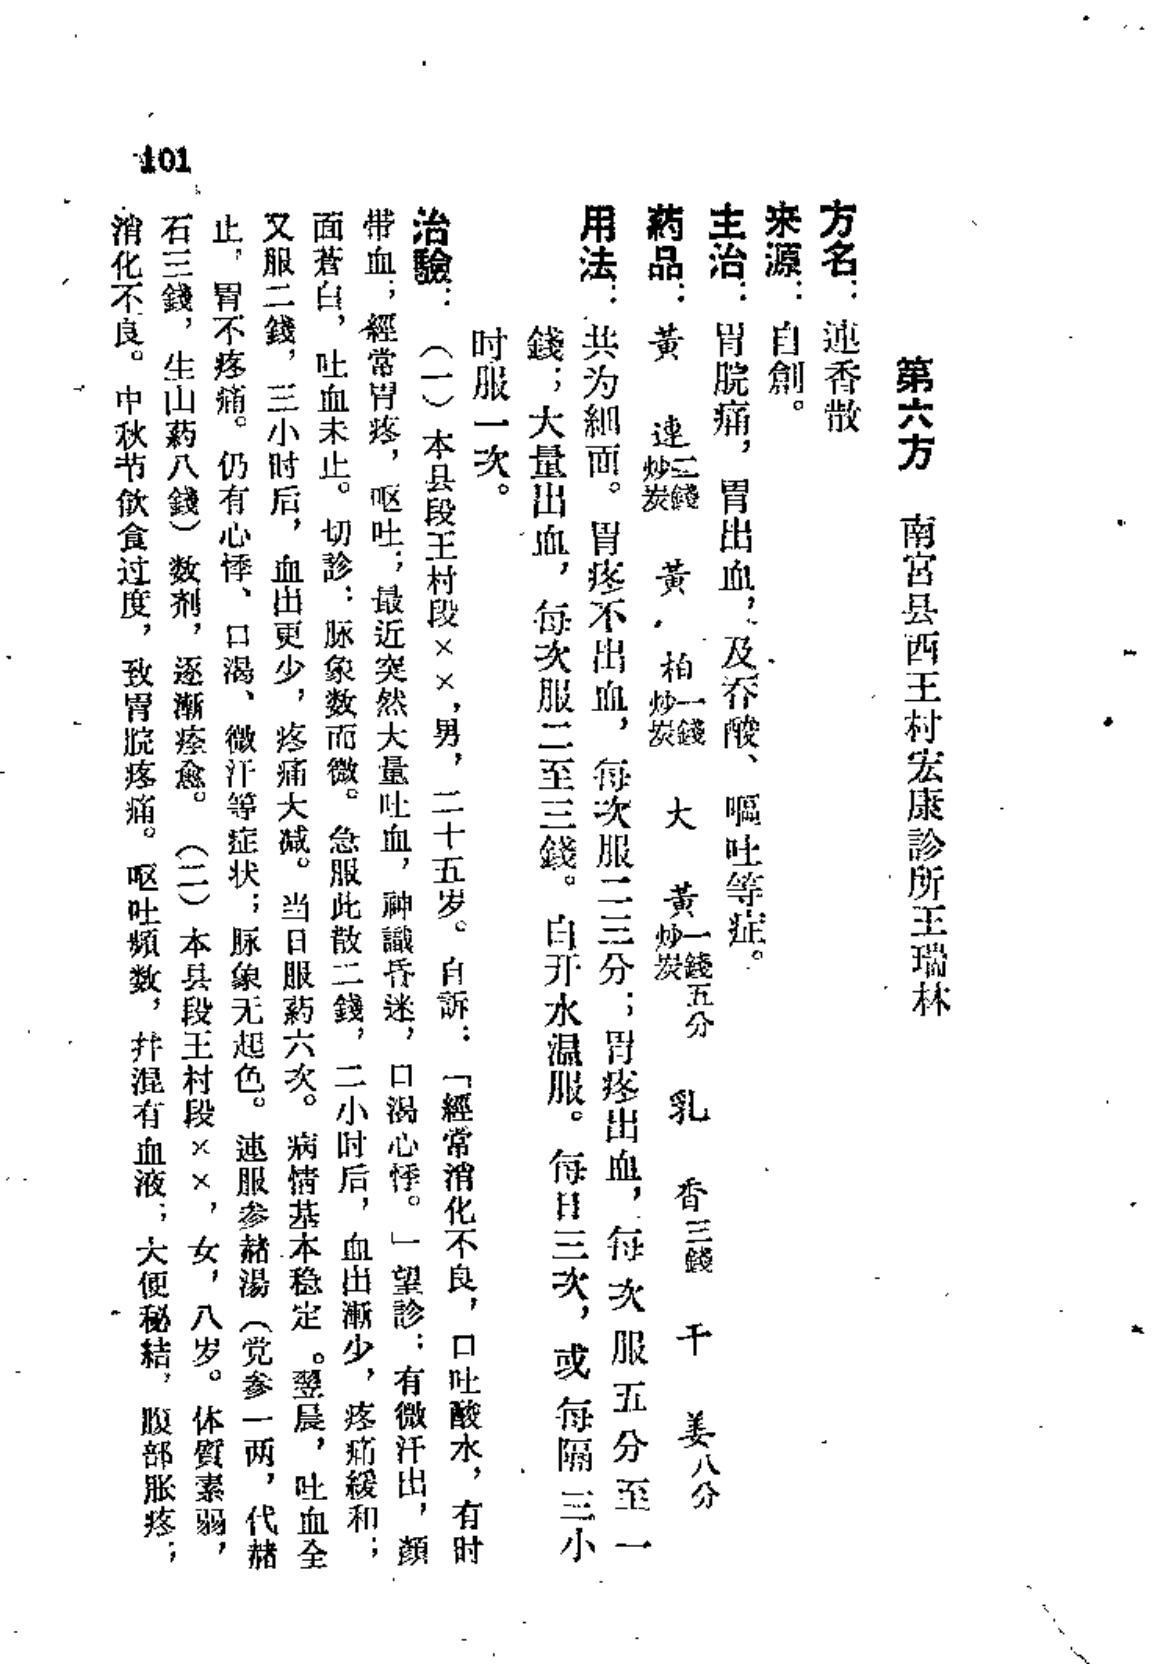 第六方　南宮县西王村宏康診所王瑞林
方名：連香散
来源：自創。
主治：胃脘痛，胃出血，及吞酸、嘔吐等症。
葯品：黃連二錢炒炭　黃柏一錢炒炭　大黃一錢五分炒炭　乳香三錢　干姜八分
用法：共为細面。胃疼不出血，每次服二三分；胃疼出血，每次服五分至一
錢；大量出血，每次服二至三錢。白开水温服。每日三次，或每隔三小
时服一次。
治驗：（一）本县段王村段××，男，二十五岁。自訴：「經常消化不良，口吐酸水，有时
带血；經常胃疼，呕吐；最近突然大量吐血，神識昏迷，口渴心悸。」望診：有微汗出，顏
面蒼白，吐血未止。切診：脉象数而微。急服此散二錢，二小时后，血出漸少，疼痛緩和；
又服二錢，三小时后，血出更少，疼痛大减。当日服葯六次。病情基本稳定。翌晨，吐血全
止，胃不疼痛。仍有心悸、口渴、微汗等症状；脉象无起色。連服参赭湯（党参一两，代赭
石三錢，生山葯八錢）数剂，逐漸痊愈。（二）本县段王村段××，女，八岁。体質素弱，
消化不良。中秋节飲食过度，致胃脘疼痛。呕吐頻数，幷混有血液；大便秘結，腹部胀疼；
101